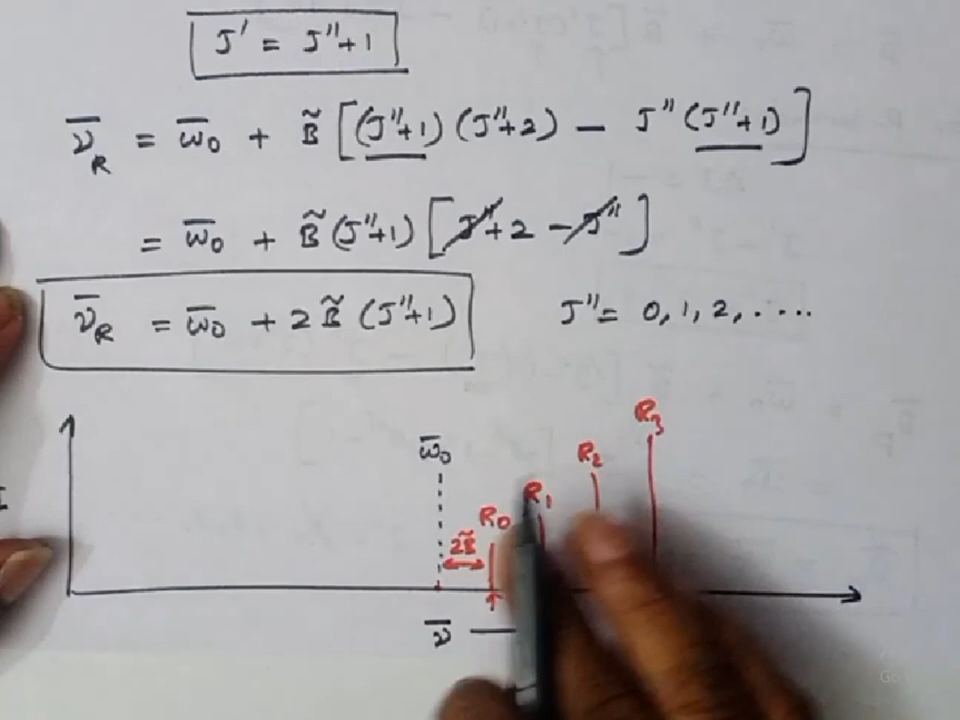 J' = J''+1
ν̅_R = ω̅₀ + B̃ [(J''+1) (J''+2) − J'' (J''+1)]
= ω̅₀ + B̃ (J''+1) [J''+2 − J'']
ν̅_R = ω̅₀ + 2 B̃ (J''+1)    J'' = 0, 1, 2, . . . .
R₃
ω̅₀ R₂
R₁
I R₀
2B̃
ν̅